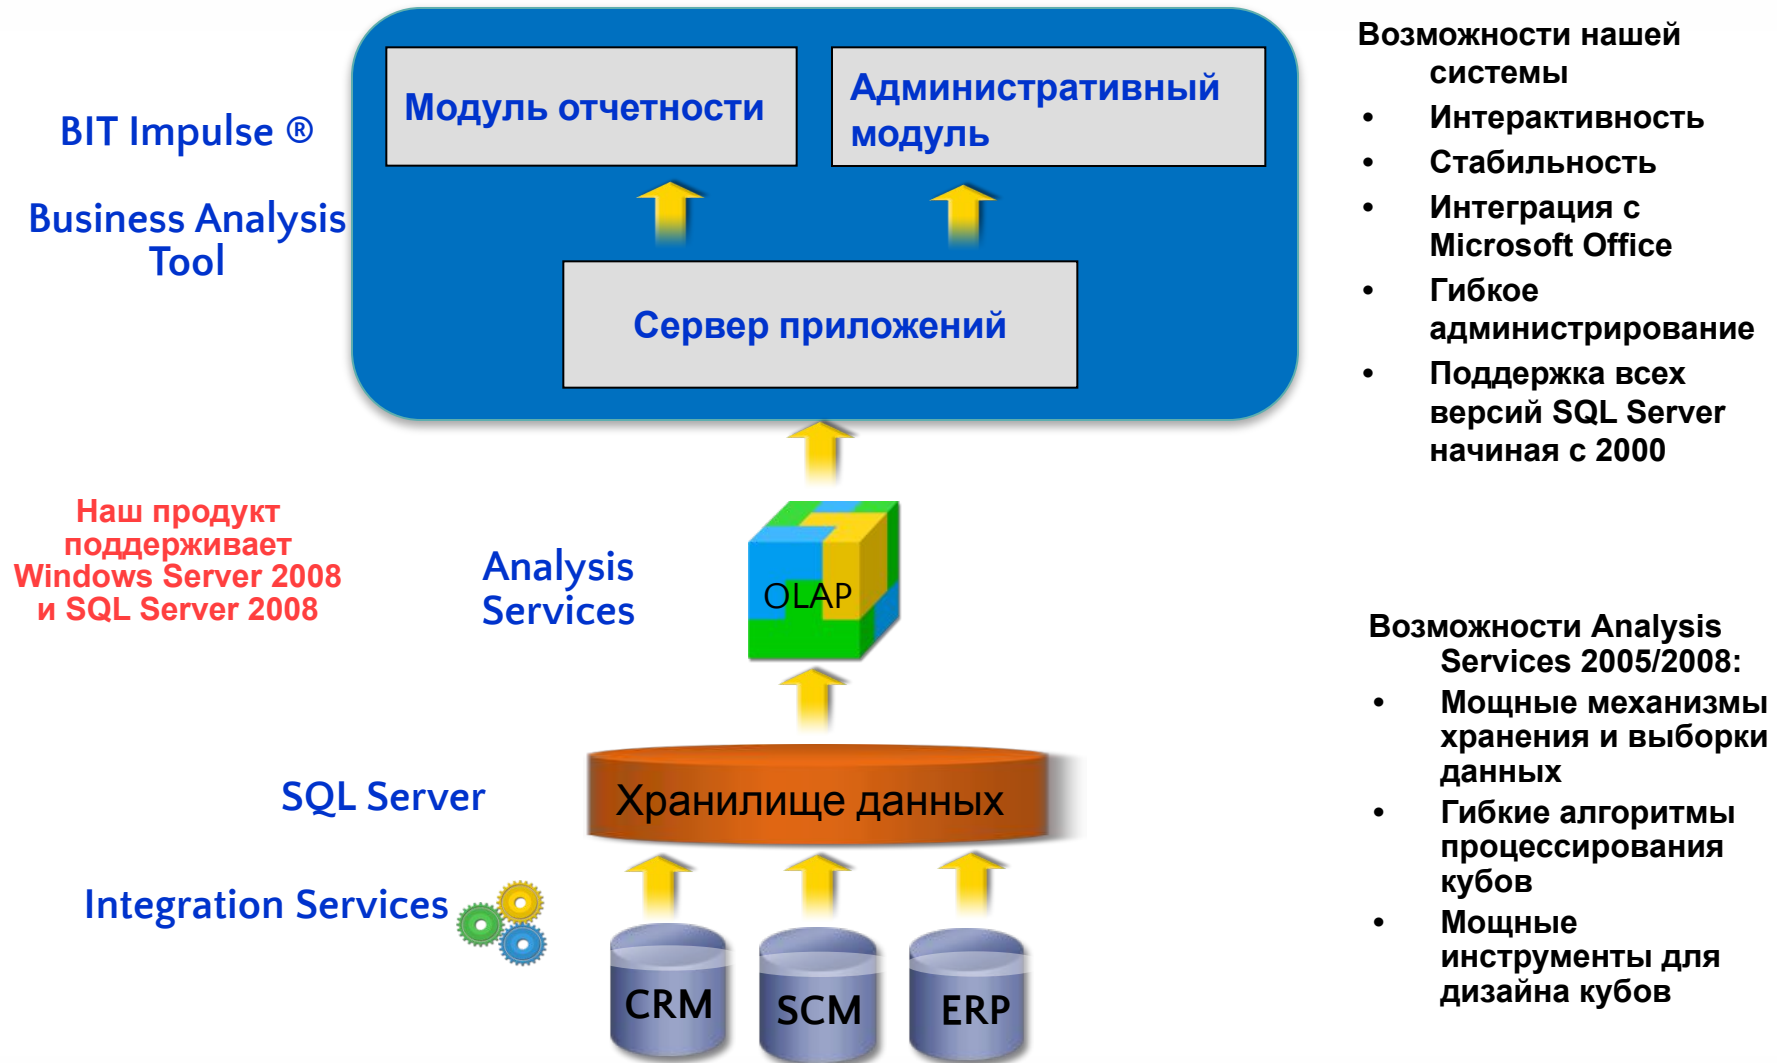 BIT Impulse ®
Business Analysis
Tool
Модуль отчетности
Административный
модуль
Сервер приложений
Возможности нашей
системы
• Интерактивность
• Стабильность
• Интеграция с
Microsoft Office
• Гибкое
администрирование
• Поддержка всех
версий SQL Server
начиная с 2000
Наш продукт
поддерживает
Windows Server 2008
и SQL Server 2008
Analysis
Services
OLAP
SQL Server
Хранилище данных
Integration Services
CRM
SCM
ERP
Возможности Analysis
Services 2005/2008:
• Мощные механизмы
хранения и выборки
данных
• Гибкие алгоритмы
процессирования
кубов
• Мощные
инструменты для
дизайна кубов